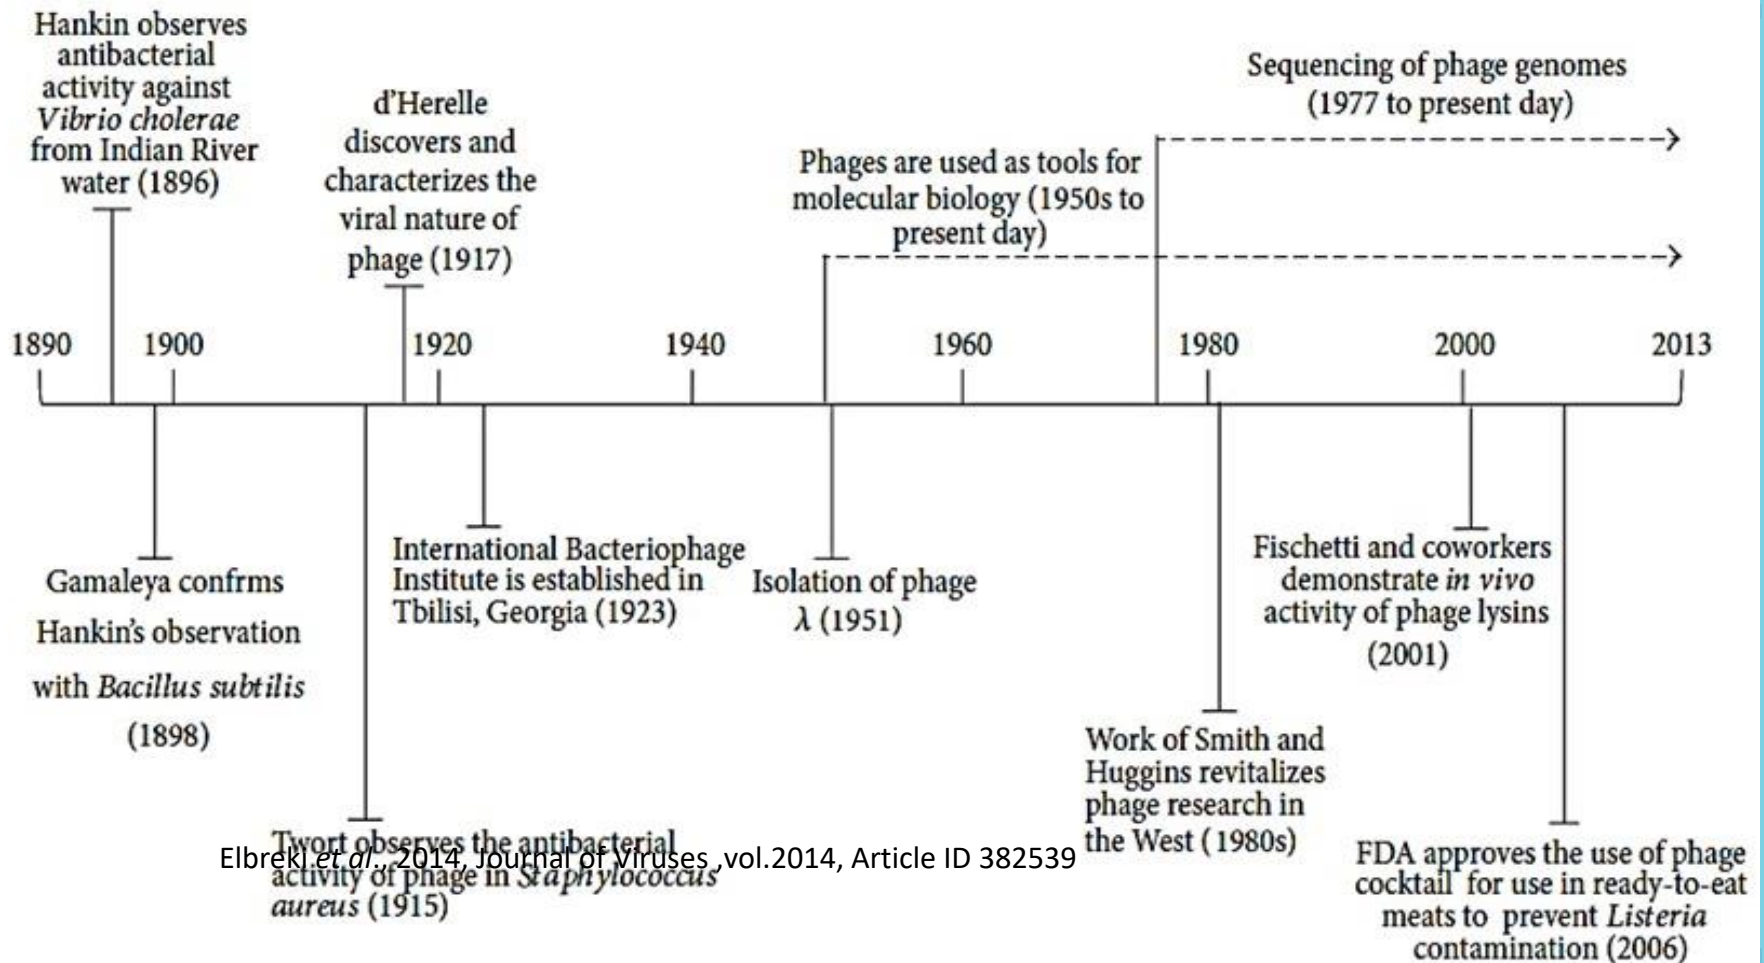 Hankin observes
antibacterial
activity against
Vibrio cholerae
from Indian River
water (1896)
d'Herelle
discovers and
characterizes the
viral nature of
phage (1917)
Phages are used as tools for
molecular biology (1950s to
present day)
Sequencing of phage genomes
(1977 to present day)
1890 1900 1920 1940 1960 1980 2000 2013
Gamaleya confrms
Hankin's observation
with Bacillus subtilis
(1898)
Twort observes the antibacterial
activity of phage in Staphylococcus
aureus (1915)
International Bacteriophage
Institute is established in
Tbilisi, Georgia (1923)
Isolation of phage
λ (1951)
Work of Smith and
Huggins revitalizes
phage research in
the West (1980s)
Fischetti and coworkers
demonstrate in vivo
activity of phage lysins
(2001)
FDA approves the use of phage
cocktail for use in ready-to-eat
meats to prevent Listeria
contamination (2006)
Elbreki et al., 2014, Journal of Viruses ,vol.2014, Article ID 382539